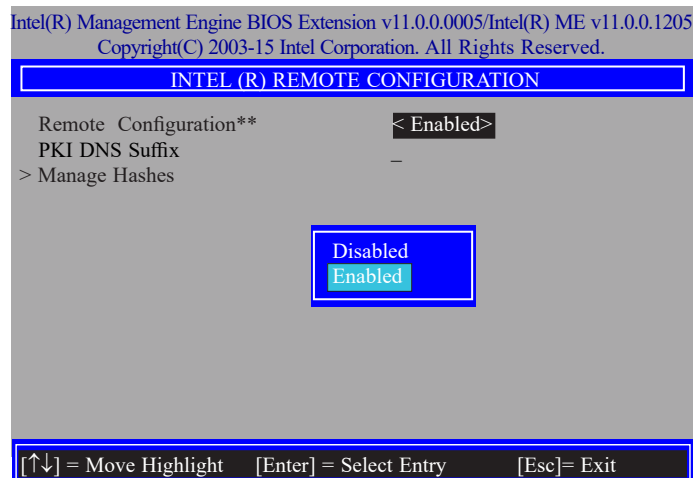 Intel(R) Management Engine BIOS Extension v11.0.0.0005/Intel(R) ME v11.0.0.1205
Copyright(C) 2003-15 Intel Corporation. All Rights Reserved.
INTEL (R) REMOTE CONFIGURATION
Remote Configuration** < Enabled>
PKI DNS Suffix _
> Manage Hashes
Disabled
Enabled
[↑↓] = Move Highlight [Enter] = Select Entry [Esc]= Exit